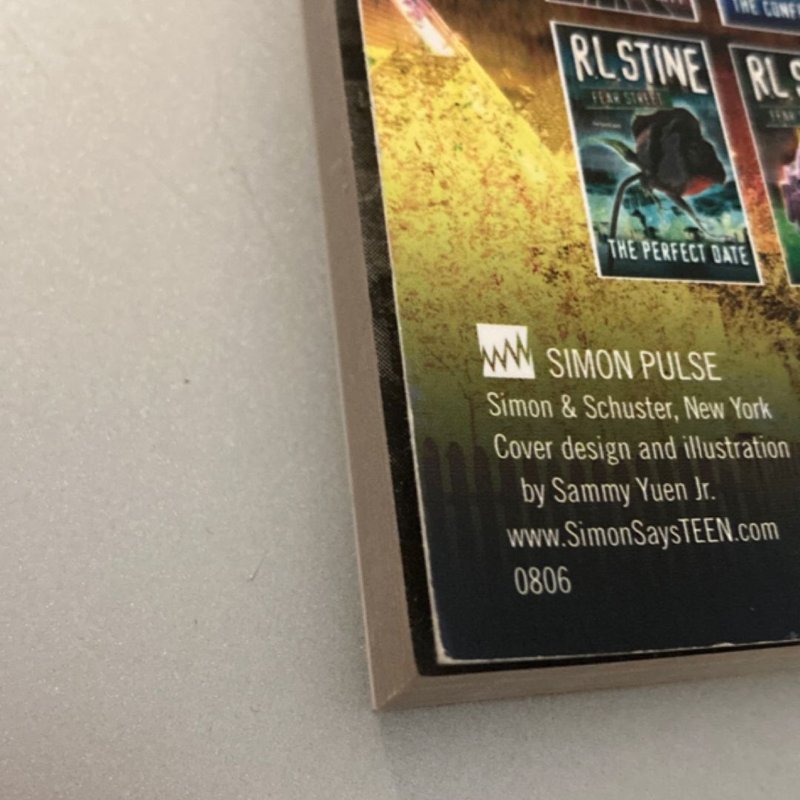 THE CONF
R.L. STINE
FEAR STREET
THE PERFECT DATE
RL S
SIMON PULSE
Simon & Schuster, New York
Cover design and illustration
by Sammy Yuen Jr.
www.SimonSaysTEEN.com
0806